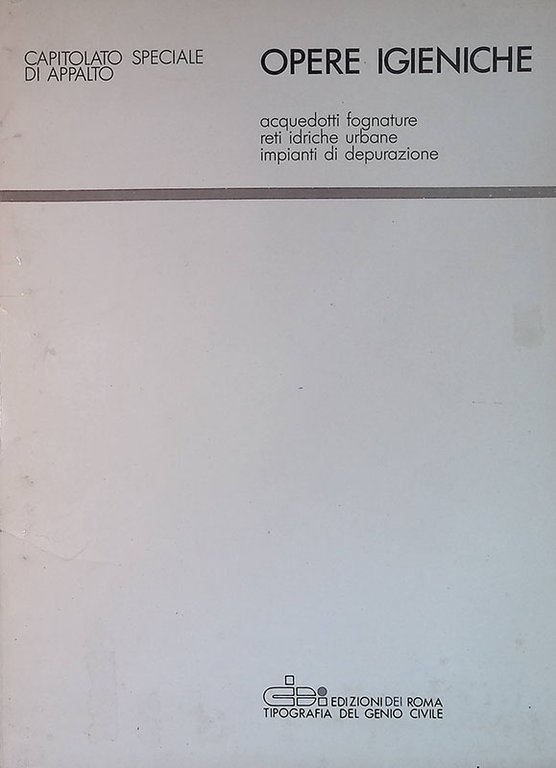 CAPITOLATO SPECIALE
DI APPALTO
OPERE IGIENICHE
acquedotti fognature
reti idriche urbane
impianti di depurazione
EDIZIONI DEI ROMA
TIPOGRAFIA DEL GENIO CIVILE